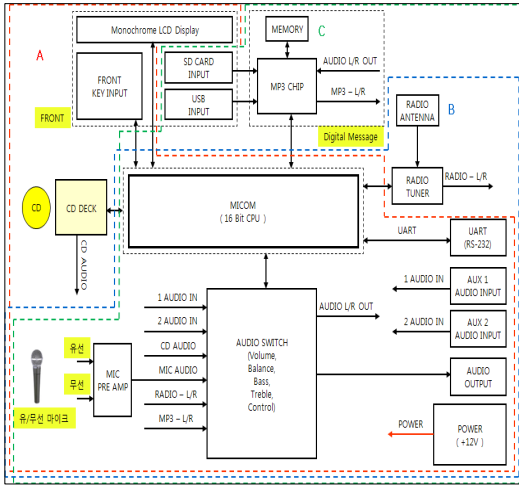 Monochrome LCD Display
A
FRONT
KEY INPUT
FRONT
SD CARD
INPUT
USB
INPUT
MEMORY
C
MP3 CHIP
AUDIO L/R OUT
MP3 – L/R
Digital Message
RADIO
ANTENNA
B
RADIO
TUNER
RADIO – L/R
CD
CD DECK
CD AUDIO
MICOM
( 16 Bit CPU )
UART
UART
(RS-232)
1 AUDIO IN
2 AUDIO IN
CD AUDIO
MIC AUDIO
RADIO – L/R
MP3 – L/R
AUDIO SWITCH
(Volume,
Balance,
Bass,
Treble,
Control)
AUDIO L/R OUT
1 AUDIO IN
AUX 1
AUDIO INPUT
2 AUDIO IN
AUX 2
AUDIO INPUT
AUDIO
OUTPUT
POWER
POWER
( +12V )
유선
무선
MIC
PRE AMP
유/무선 마이크